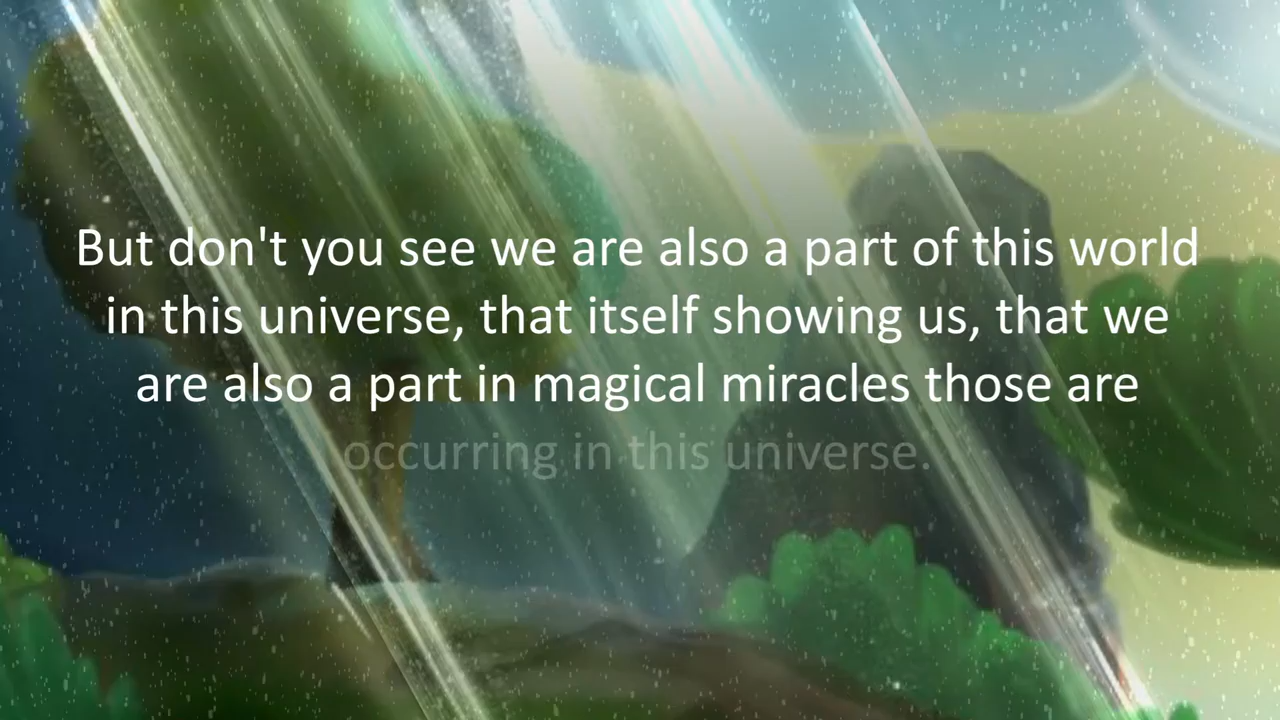 But don't you see we are also a part of this world
in this universe, that itself showing us, that we
are also a part in magical miracles those are
occurring in this universe.